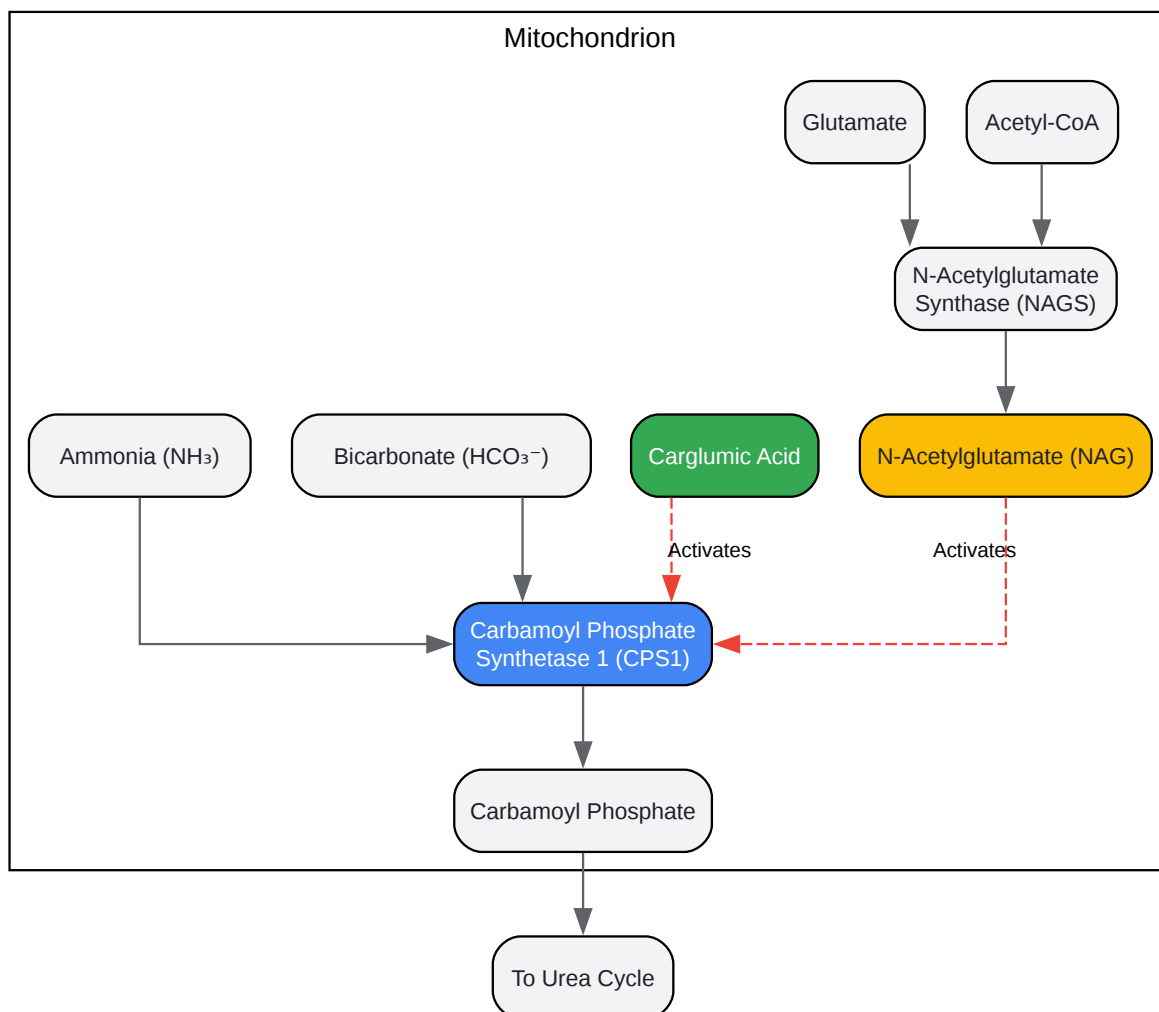 Mitochondrion
Glutamate
Acetyl-CoA
N-Acetylglutamate
Synthase (NAGS)
Ammonia (NH₃)
Bicarbonate (HCO₃⁻)
Carglumic Acid
N-Acetylglutamate (NAG)
Activates
Activates
Carbamoyl Phosphate
Synthetase 1 (CPS1)
Carbamoyl Phosphate
To Urea Cycle